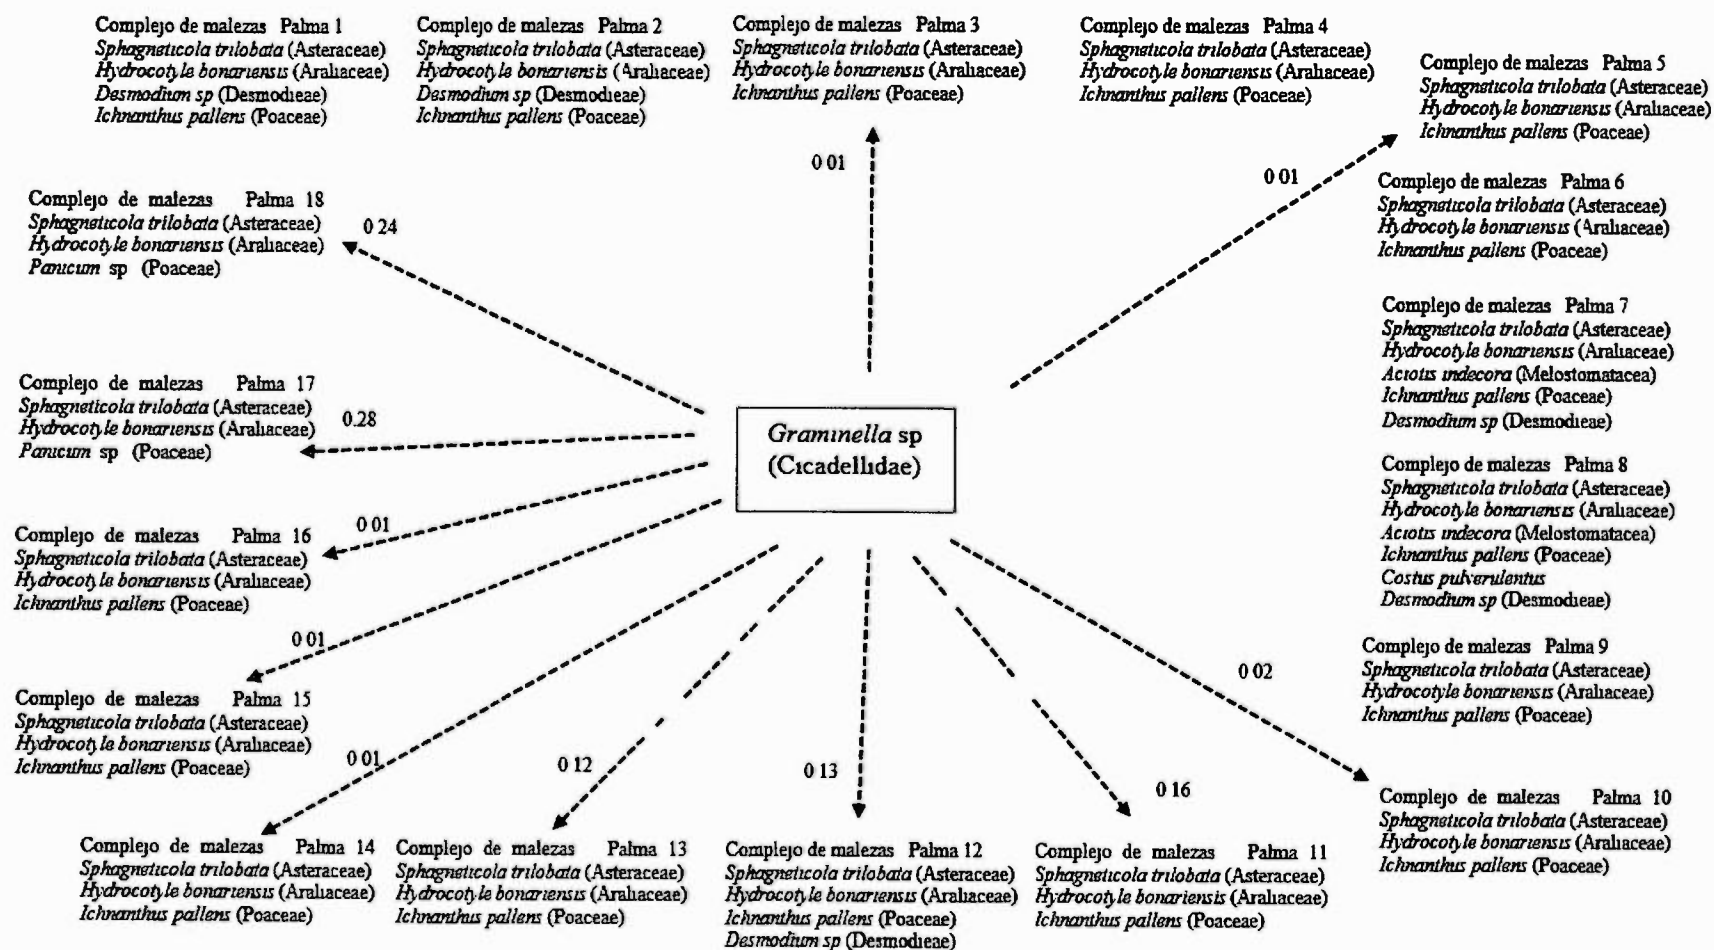 Complejo de malezas Palma 1
Sphagneticola trilobata (Asteraceae)
Hydrocotyle bonariensis (Araliaceae)
Desmodium sp (Desmodieae)
Ichnanthus pallens (Poaceae)
Complejo de malezas Palma 2
Sphagneticola trilobata (Asteraceae)
Hydrocotyle bonariensis (Araliaceae)
Desmodium sp (Desmodieae)
Ichnanthus pallens (Poaceae)
Complejo de malezas Palma 3
Sphagneticola trilobata (Asteraceae)
Hydrocotyle bonariensis (Araliaceae)
Ichnanthus pallens (Poaceae)
Complejo de malezas Palma 4
Sphagneticola trilobata (Asteraceae)
Hydrocotyle bonariensis (Araliaceae)
Ichnanthus pallens (Poaceae)
Complejo de malezas Palma 5
Sphagneticola trilobata (Asteraceae)
Hydrocotyle bonariensis (Araliaceae)
Ichnanthus pallens (Poaceae)
0 01
0 01
Complejo de malezas Palma 6
Sphagneticola trilobata (Asteraceae)
Hydrocotyle bonariensis (Araliaceae)
Ichnanthus pallens (Poaceae)
Complejo de malezas Palma 18
Sphagneticola trilobata (Asteraceae)
Hydrocotyle bonariensis (Araliaceae)
Panicum sp (Poaceae)
0 24
Complejo de malezas Palma 7
Sphagneticola trilobata (Asteraceae)
Hydrocotyle bonariensis (Araliaceae)
Aciotis indecora (Melostomatacea)
Ichnanthus pallens (Poaceae)
Desmodium sp (Desmodieae)
Complejo de malezas Palma 17
Sphagneticola trilobata (Asteraceae)
Hydrocotyle bonariensis (Araliaceae)
Panicum sp (Poaceae)
0.28
Graminella sp
(Cicadellidae)
Complejo de malezas Palma 8
Sphagneticola trilobata (Asteraceae)
Hydrocotyle bonariensis (Araliaceae)
Aciotis indecora (Melostomatacea)
Ichnanthus pallens (Poaceae)
Costus pulverulentus
Desmodium sp (Desmodieae)
0 01
Complejo de malezas Palma 16
Sphagneticola trilobata (Asteraceae)
Hydrocotyle bonariensis (Araliaceae)
Ichnanthus pallens (Poaceae)
0 01
Complejo de malezas Palma 9
Sphagneticola trilobata (Asteraceae)
Hydrocotyle bonariensis (Araliaceae)
Ichnanthus pallens (Poaceae)
0 02
Complejo de malezas Palma 15
Sphagneticola trilobata (Asteraceae)
Hydrocotyle bonariensis (Araliaceae)
Ichnanthus pallens (Poaceae)
0 01
0 12
0 13
0 16
Complejo de malezas Palma 10
Sphagneticola trilobata (Asteraceae)
Hydrocotyle bonariensis (Araliaceae)
Ichnanthus pallens (Poaceae)
Complejo de malezas Palma 14
Sphagneticola trilobata (Asteraceae)
Hydrocotyle bonariensis (Araliaceae)
Ichnanthus pallens (Poaceae)
Complejo de malezas Palma 13
Sphagneticola trilobata (Asteraceae)
Hydrocotyle bonariensis (Araliaceae)
Ichnanthus pallens (Poaceae)
Complejo de malezas Palma 12
Sphagneticola trilobata (Asteraceae)
Hydrocotyle bonariensis (Araliaceae)
Ichnanthus pallens (Poaceae)
Desmodium sp (Desmodieae)
Complejo de malezas Palma 11
Sphagneticola trilobata (Asteraceae)
Hydrocotyle bonariensis (Araliaceae)
Ichnanthus pallens (Poaceae)